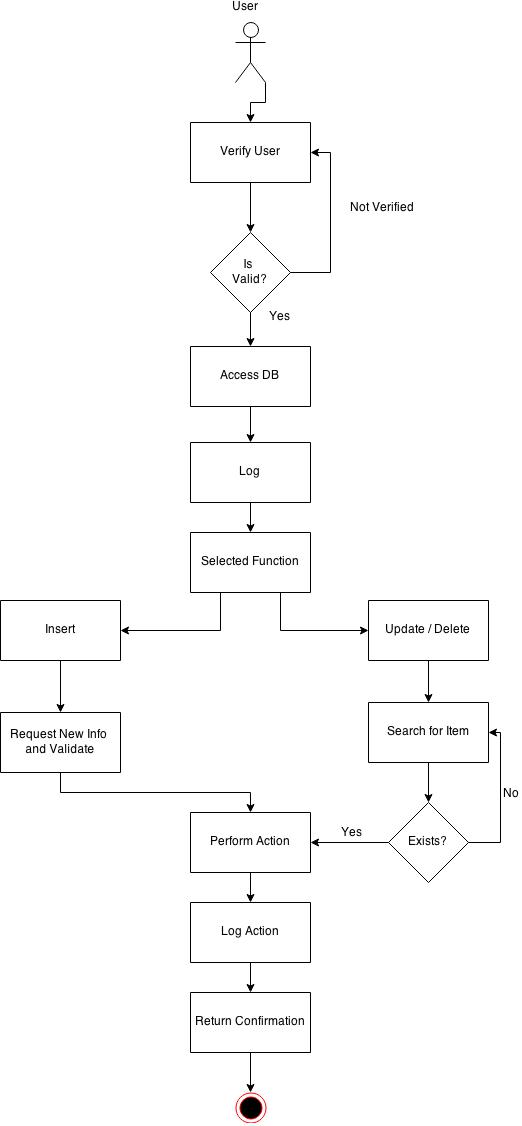 User
Verify User
Not Verified
Is
Valid?
Yes
Access DB
Log
Selected Function
Insert
Update / Delete
Request New Info
and Validate
Search for Item
No
Perform Action
Yes
Exists?
Log Action
Return Confirmation